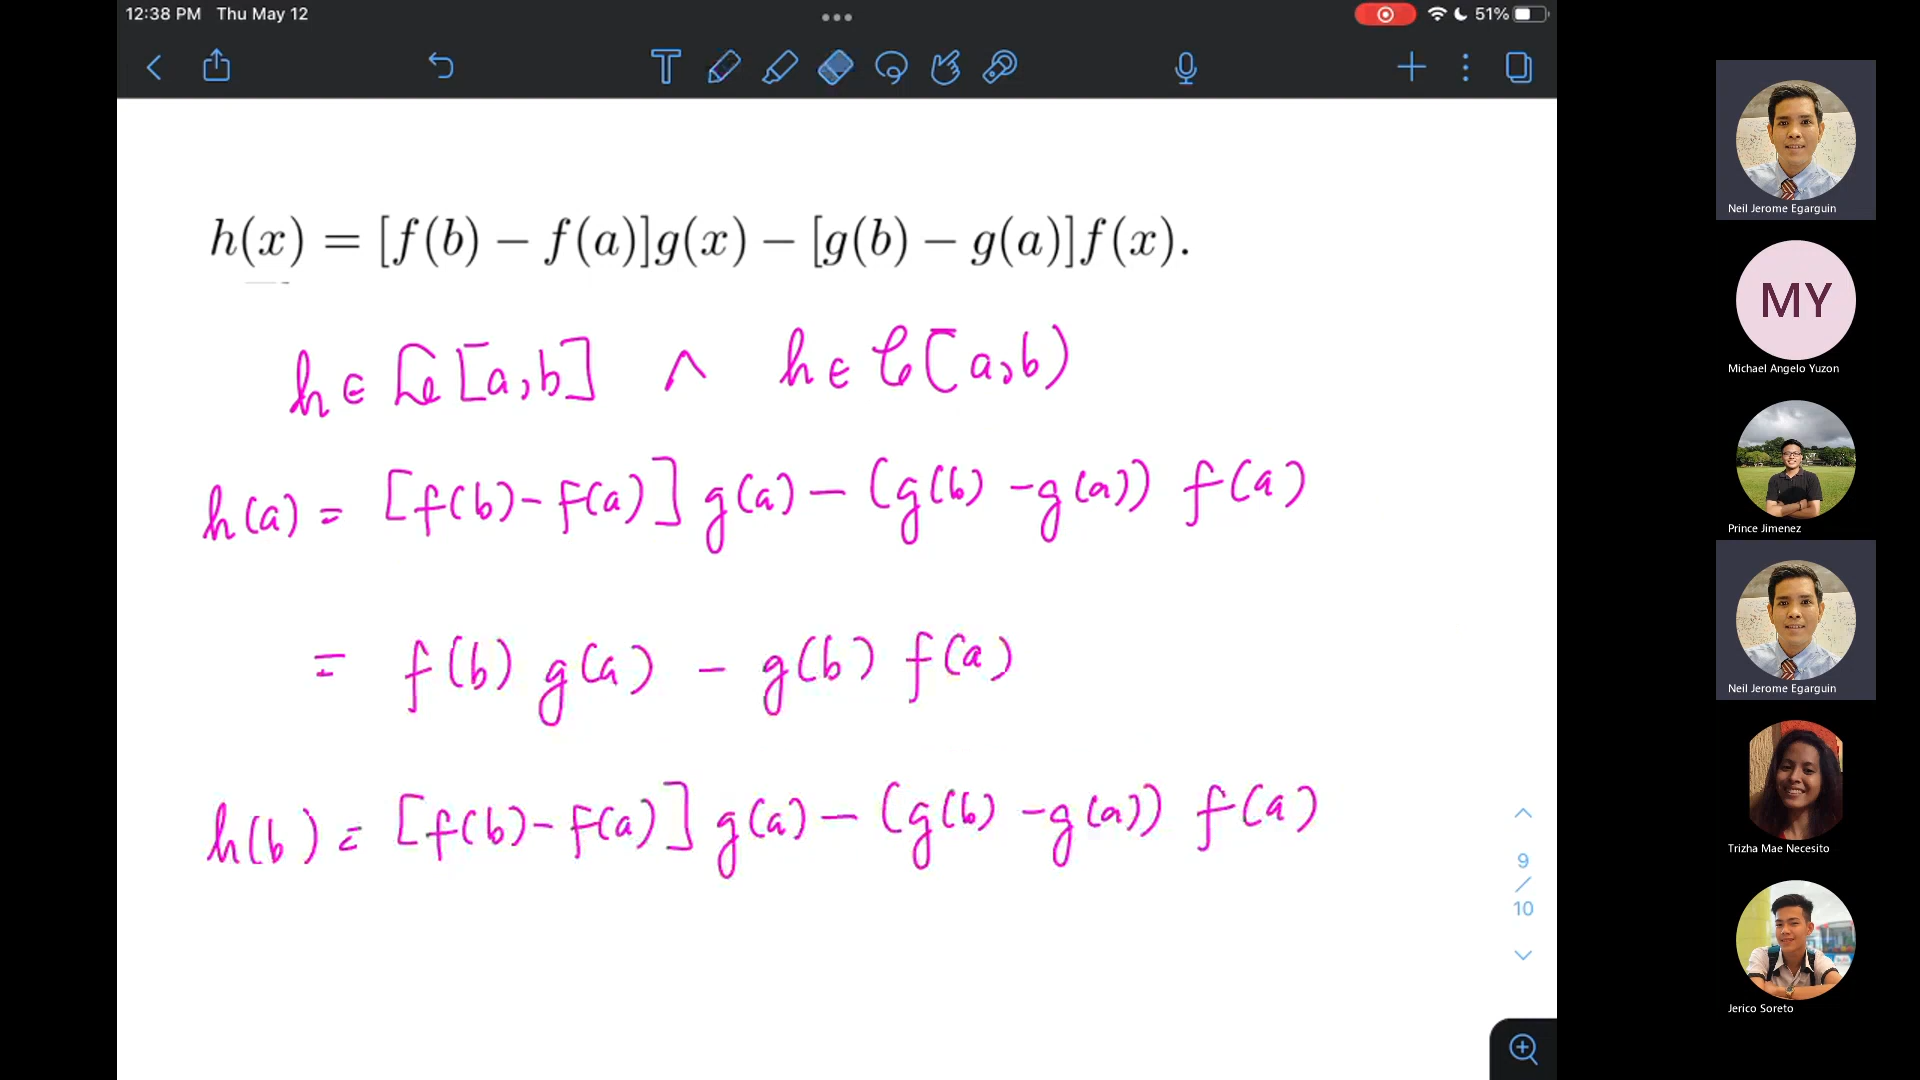 12:38 PM Thu May 12
51%
h(x) = [f(b) − f(a)]g(x) − [g(b) − g(a)]f(x).
h ∈ [a,b] ∧ h ∈ C(a,b)
h(a) = [f(b)-f(a)] g(a) - (g(b) - g(a)) f(a)
= f(b) g(a) - g(b) f(a)
h(b) = [f(b)-f(a)] g(a) - (g(b) - g(a)) f(a)
9
/
10
Neil Jerome Egarguin
MY
Michael Angelo Yuzon
Prince Jimenez
Neil Jerome Egarguin
Trizha Mae Necesito
Jerico Soreto